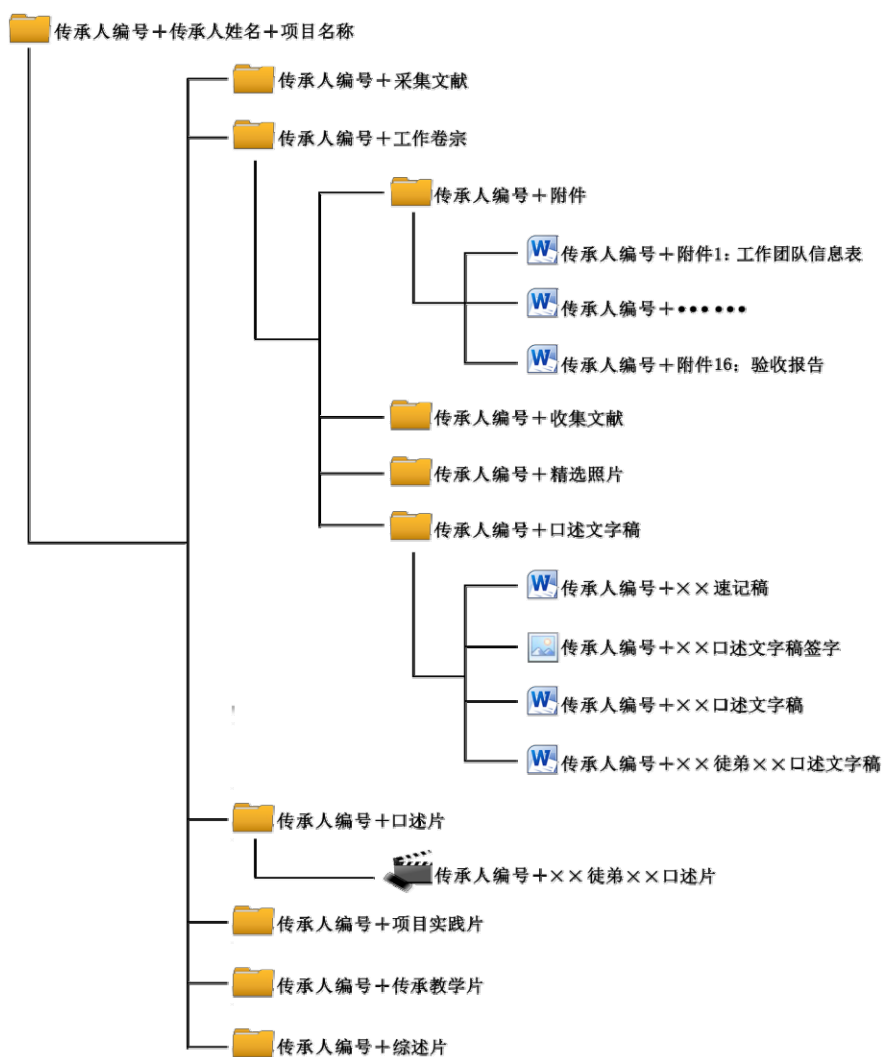 传承人编号＋传承人姓名＋项目名称
传承人编号＋采集文献
传承人编号＋工作卷宗
传承人编号＋附件
传承人编号＋附件1：工作团队信息表
传承人编号＋••••••
传承人编号＋附件16：验收报告
传承人编号＋收集文献
传承人编号＋精选照片
传承人编号＋口述文字稿
传承人编号＋××速记稿
传承人编号＋××口述文字稿签字
传承人编号＋××口述文字稿
传承人编号＋××徒弟××口述文字稿
传承人编号＋口述片
传承人编号＋××徒弟××口述片
传承人编号＋项目实践片
传承人编号＋传承教学片
传承人编号＋综述片